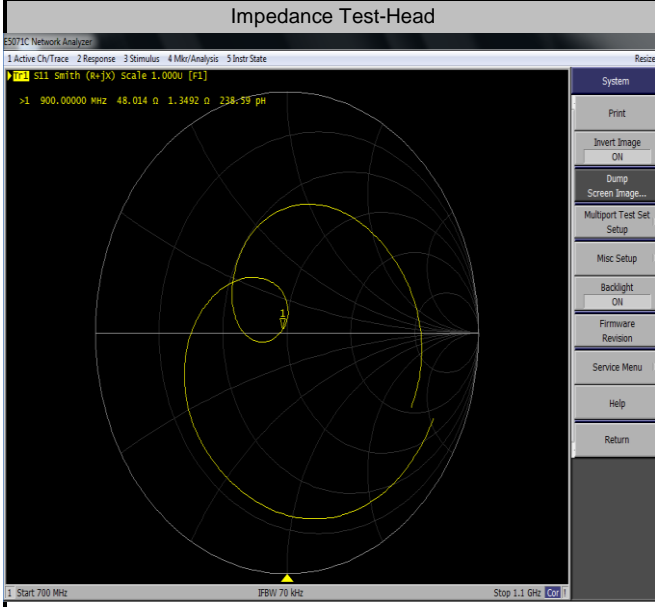 Impedance Test-Head
E5071C Network Analyzer
1 Active Ch/Trace 2 Response 3 Stimulus 4 Mkr/Analysis 5 Instr State
Resize
Tr1 S11 Smith (R+jX) Scale 1.000U [F1]
>1 900.00000 MHz 48.014 Ω 1.3492 Ω 238.59 pH
1
System
Print
Invert Image
ON
Dump
Screen Image...
Multiport Test Set
Setup
Misc Setup
Backlight
ON
Firmware
Revision
Service Menu
Help
Return
1 Start 700 MHz
IFBW 70 kHz
Stop 1.1 GHz Cor !